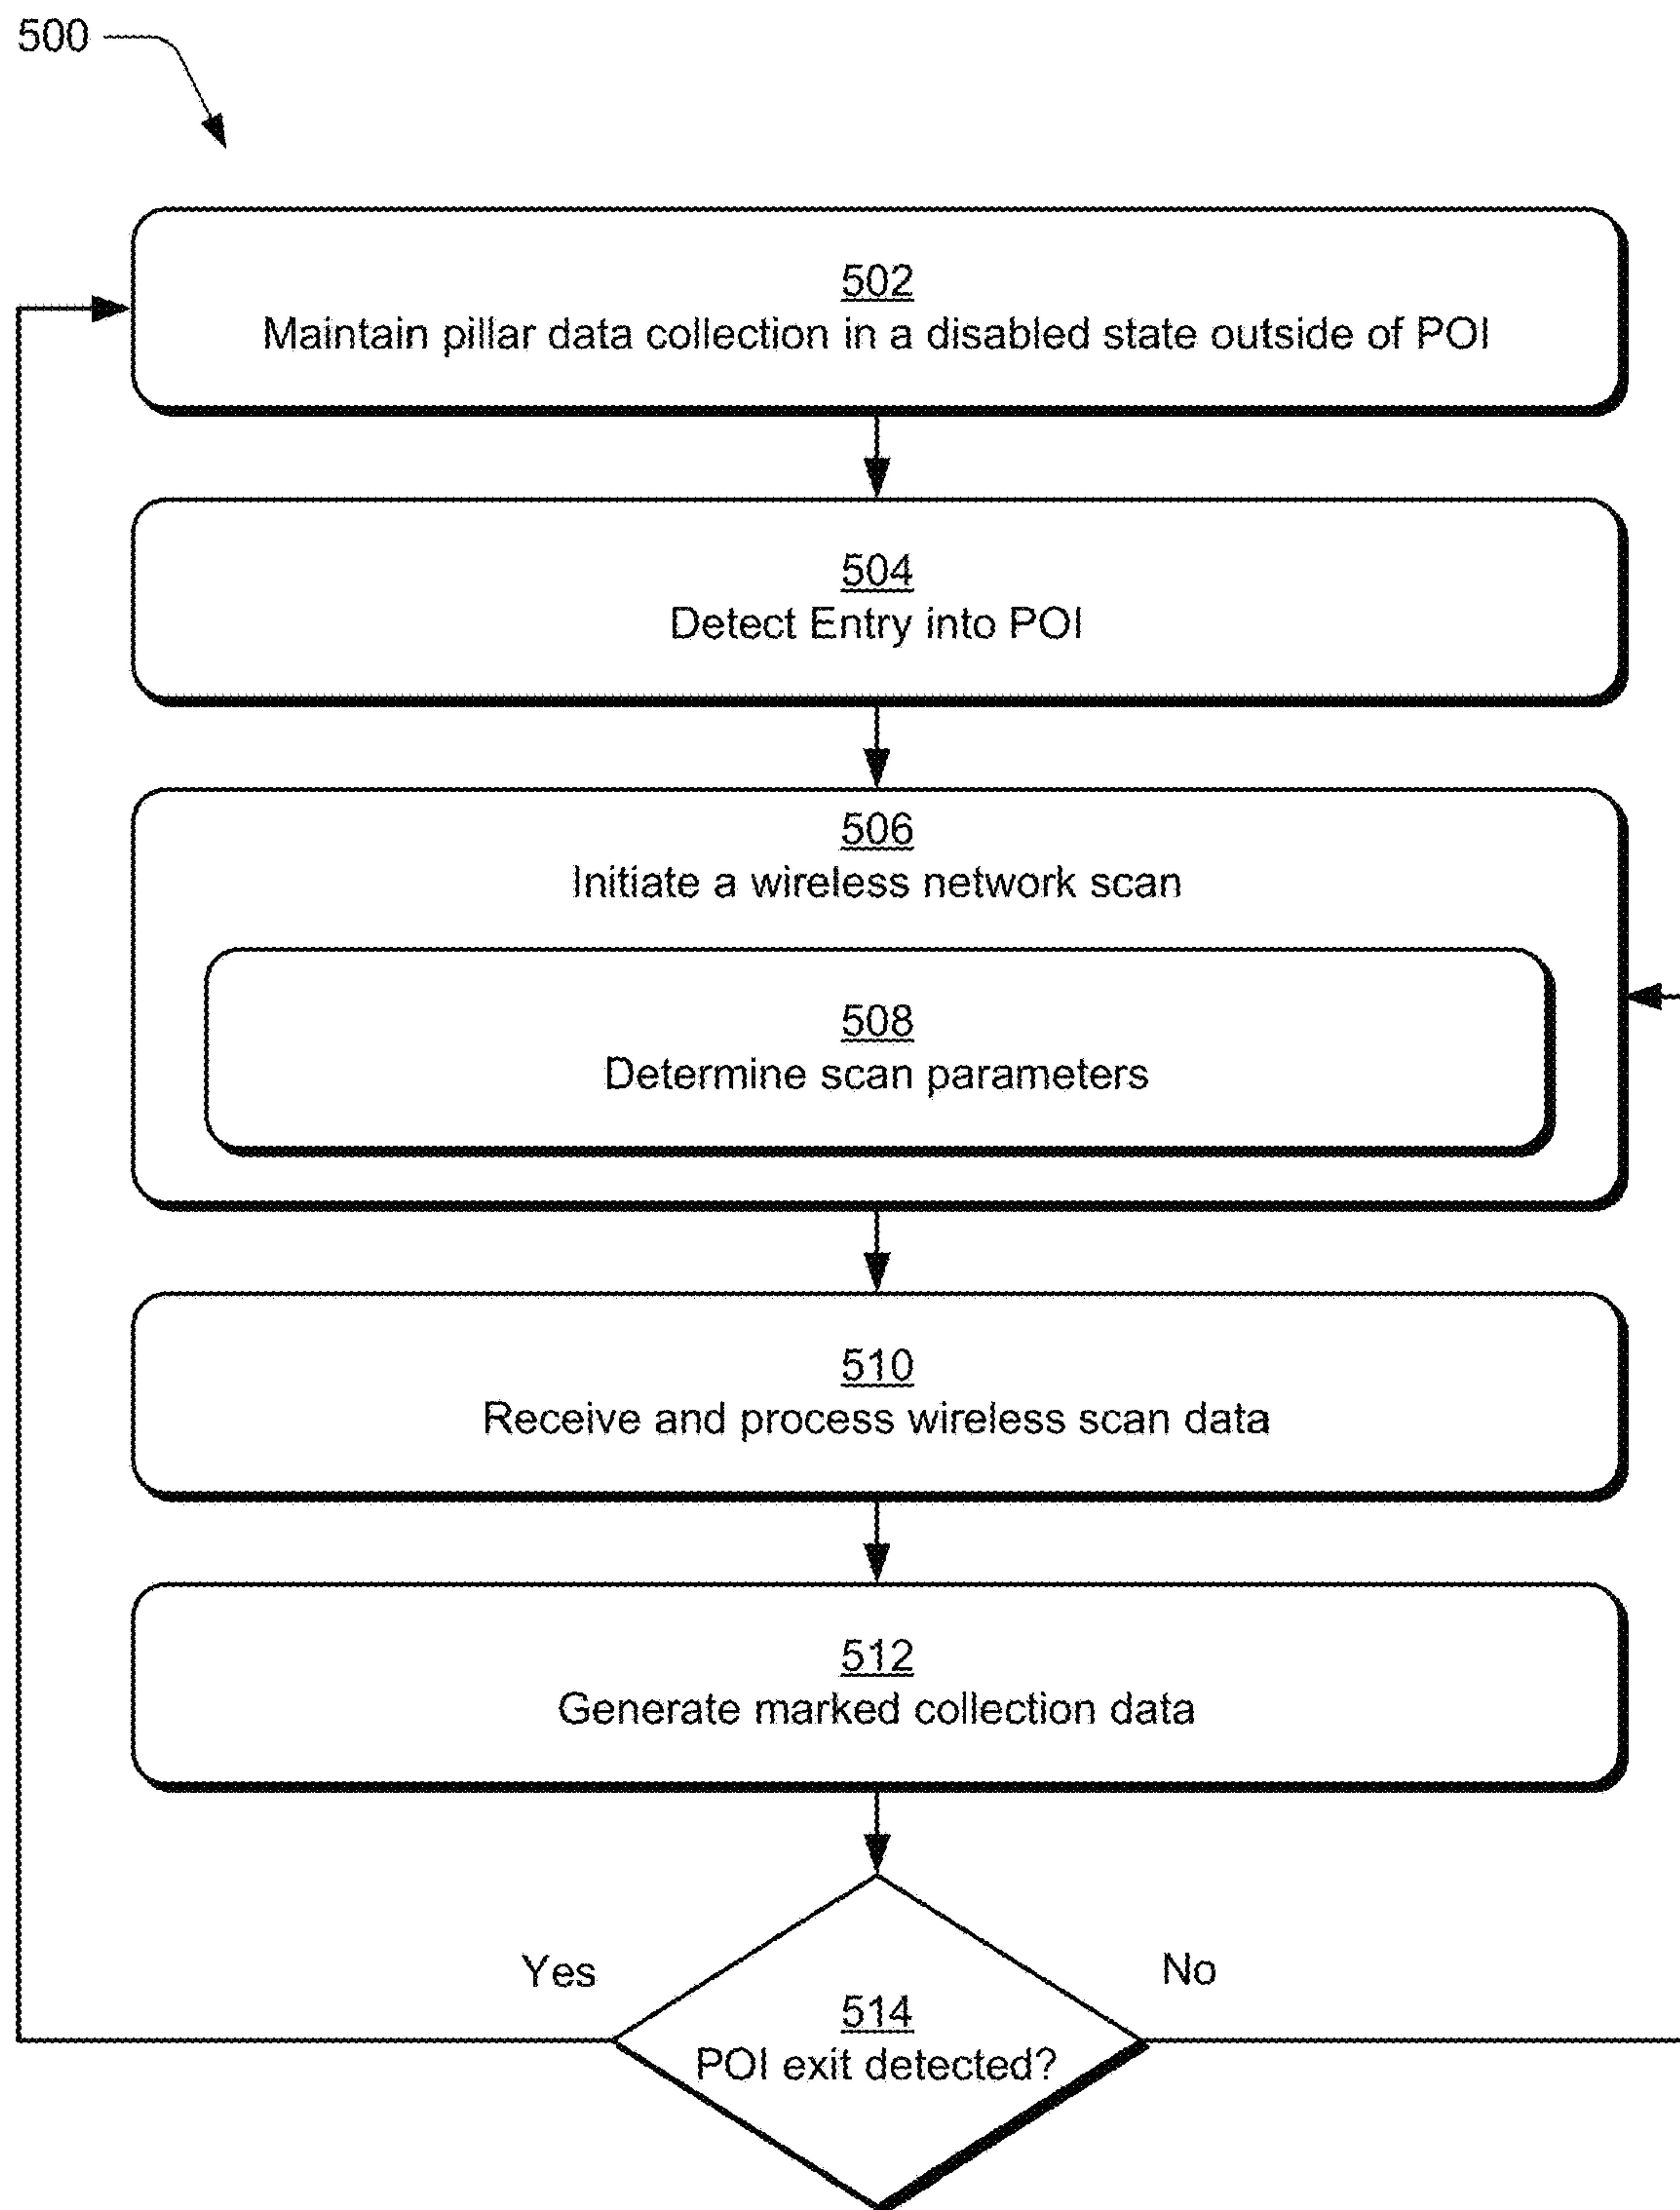 500
502
Maintain pillar data collection in a disabled state outside of POI
504
Detect Entry into POI
506
Initiate a wireless network scan
508
Determine scan parameters
510
Receive and process wireless scan data
512
Generate marked collection data
Yes
No
514
POI exit detected?